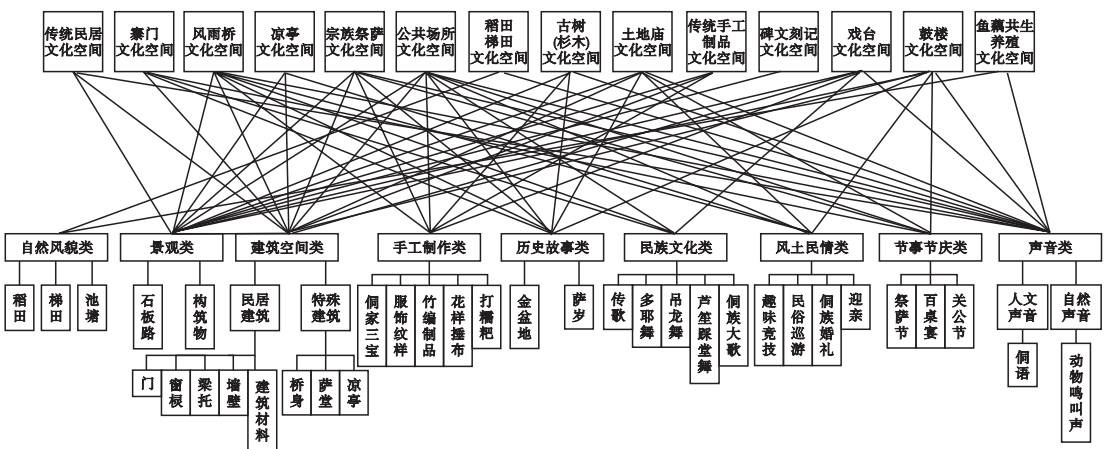 传统民居
文化空间
寨门
文化空间
风雨桥
文化空间
凉亭
文化空间
宗族祭萨
文化空间
公共场所
文化空间
稻田
梯田
文化空间
古树
(杉木)
文化空间
土地庙
文化空间
传统手工
制品
文化空间
碑文刻记
文化空间
戏台
文化空间
鼓楼
文化空间
鱼藕共生
养殖
文化空间
自然风貌类
景观类
建筑空间类
手工制作类
历史故事类
民族文化类
风土民情类
节事节庆类
声音类
稻田
梯田
池塘
石板路
构筑物
民居
建筑
特殊
建筑
侗家三宝
服饰纹样
竹编制品
花样捶布
打糯粑
金盆地
萨岁
传歌
多耶舞
吊龙舞
芦笙踩堂舞
侗族大歌
趣味竞技
民俗巡游
侗族婚礼
迎亲
祭萨节
百桌宴
关公节
人文
声音
自然
声音
门
窗棂
梁托
墙壁
建筑材料
桥身
萨堂
凉亭
侗语
动物鸣叫声